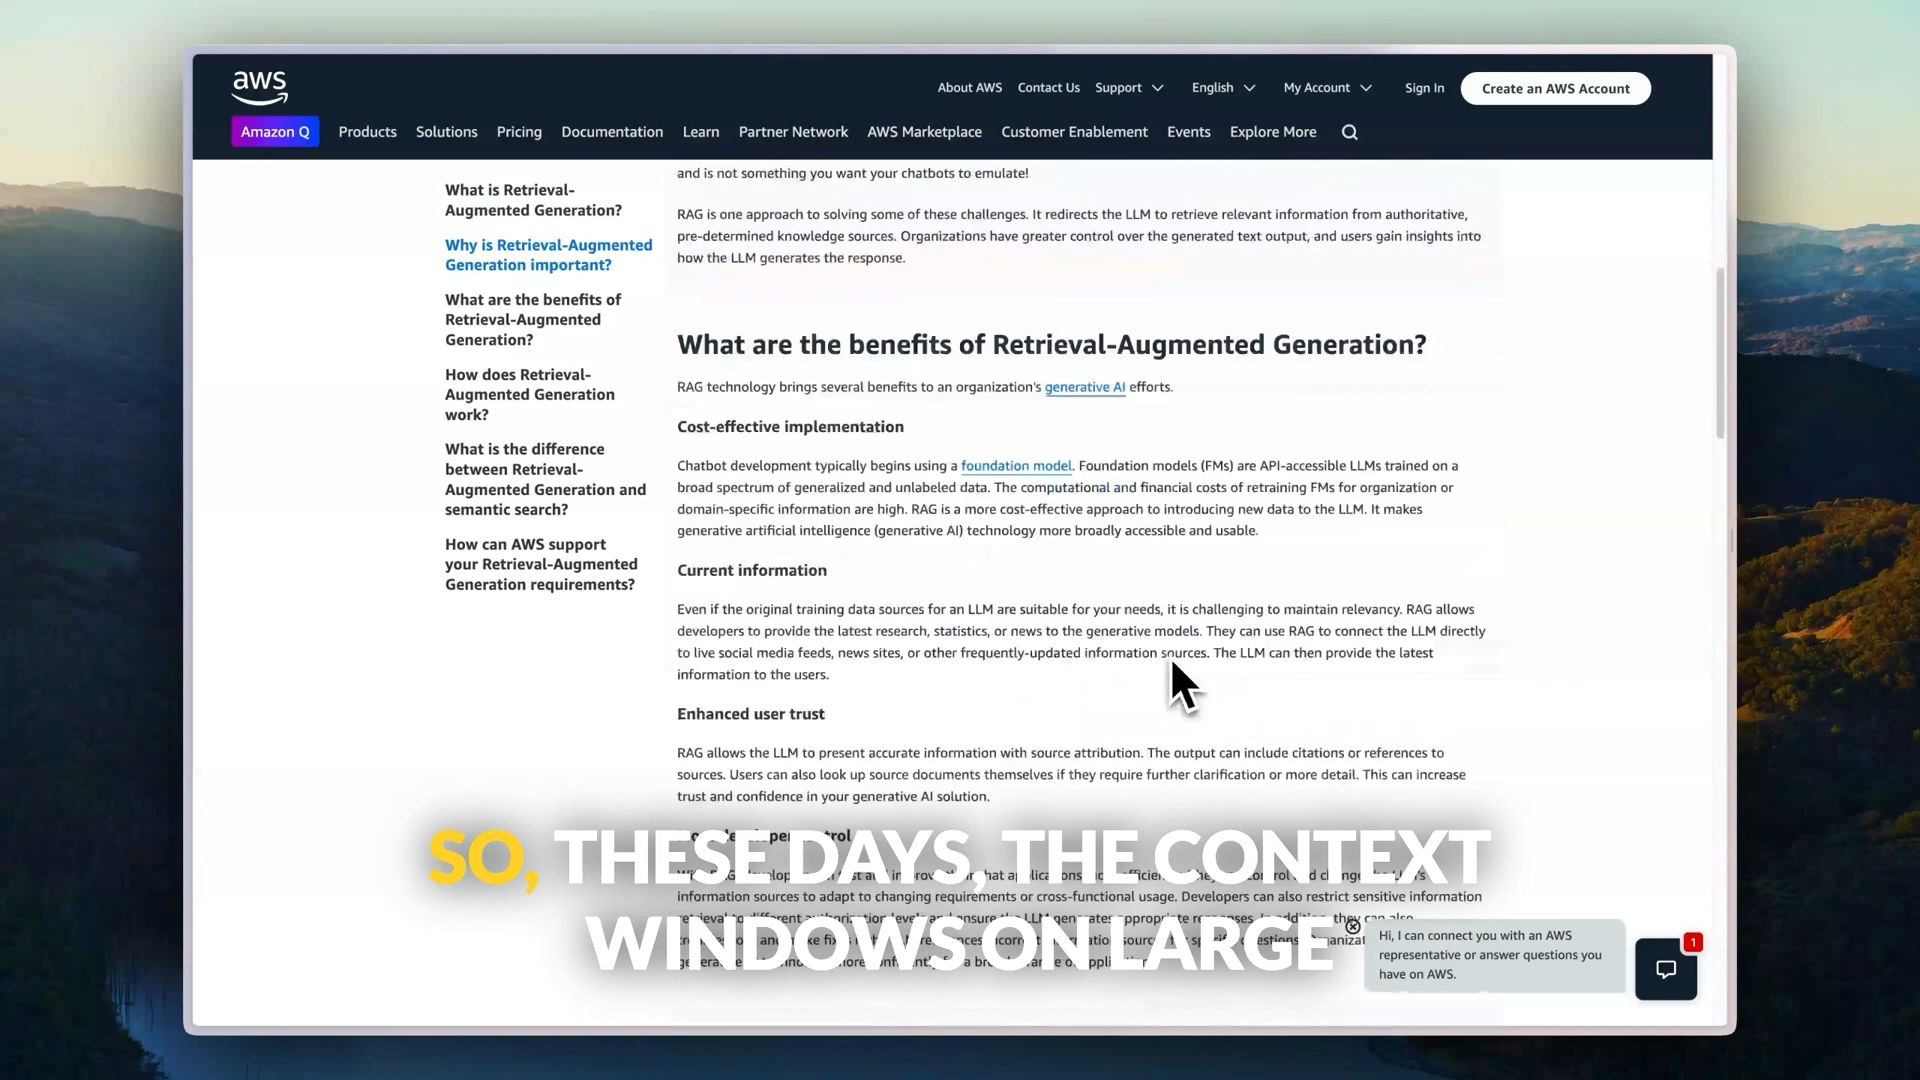 aws
About AWS Contact Us Support English My Account Sign In Create an AWS Account
Amazon Q Products Solutions Pricing Documentation Learn Partner Network AWS Marketplace Customer Enablement Events Explore More
What is Retrieval-
Augmented Generation?
Why is Retrieval-Augmented
Generation important?
What are the benefits of
Retrieval-Augmented
Generation?
How does Retrieval-
Augmented Generation
work?
What is the difference
between Retrieval-
Augmented Generation and
semantic search?
How can AWS support
your Retrieval-Augmented
Generation requirements?
and is not something you want your chatbots to emulate!
RAG is one approach to solving some of these challenges. It redirects the LLM to retrieve relevant information from authoritative,
pre-determined knowledge sources. Organizations have greater control over the generated text output, and users gain insights into
how the LLM generates the response.
What are the benefits of Retrieval-Augmented Generation?
RAG technology brings several benefits to an organization's generative AI efforts.
Cost-effective implementation
Chatbot development typically begins using a foundation model. Foundation models (FMs) are API-accessible LLMs trained on a
broad spectrum of generalized and unlabeled data. The computational and financial costs of retraining FMs for organization or
domain-specific information are high. RAG is a more cost-effective approach to introducing new data to the LLM. It makes
generative artificial intelligence (generative AI) technology more broadly accessible and usable.
Current information
Even if the original training data sources for an LLM are suitable for your needs, it is challenging to maintain relevancy. RAG allows
developers to provide the latest research, statistics, or news to the generative models. They can use RAG to connect the LLM directly
to live social media feeds, news sites, or other frequently-updated information sources. The LLM can then provide the latest
information to the users.
Enhanced user trust
RAG allows the LLM to present accurate information with source attribution. The output can include citations or references to
sources. Users can also look up source documents themselves if they require further clarification or more detail. This can increase
trust and confidence in your generative AI solution.
information sources to adapt to changing requirements or cross-functional usage. Developers can also restrict sensitive information
SO, THESE DAYS, THE CONTEXT
WINDOWS ON LARGE
Hi, I can connect you with an AWS
representative or answer questions you
have on AWS.
1